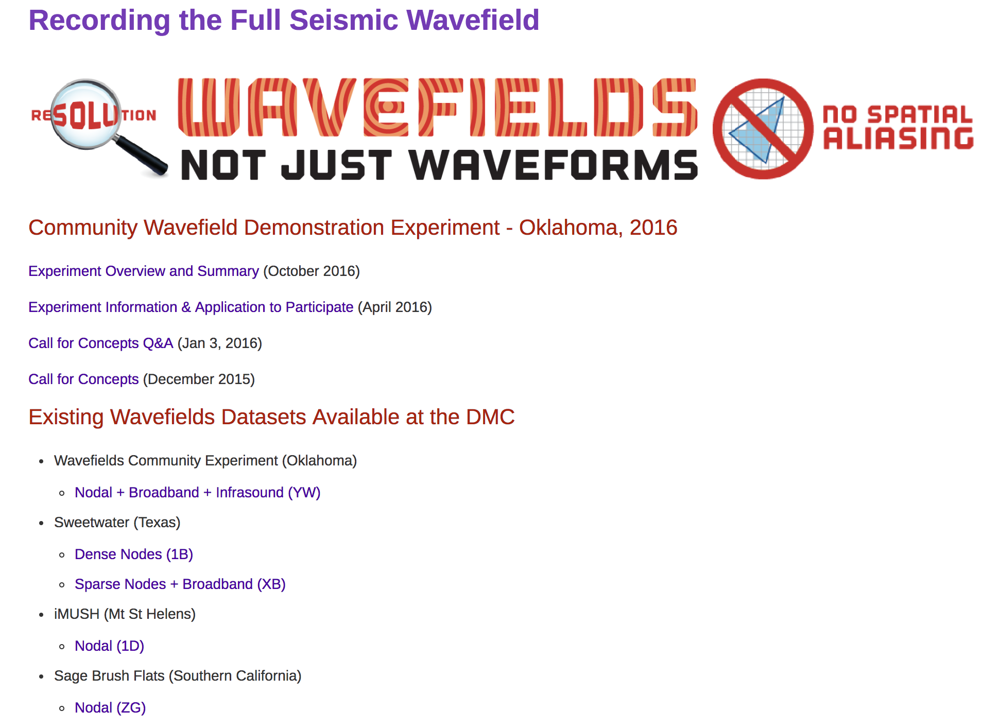 Recording the Full Seismic Wavefield
RESOLUTION
WAVEFIELDS
NOT JUST WAVEFORMS
NO SPATIAL
ALIASING
Community Wavefield Demonstration Experiment - Oklahoma, 2016
Experiment Overview and Summary (October 2016)
Experiment Information & Application to Participate (April 2016)
Call for Concepts Q&A (Jan 3, 2016)
Call for Concepts (December 2015)
Existing Wavefields Datasets Available at the DMC
• Wavefields Community Experiment (Oklahoma)
◦ Nodal + Broadband + Infrasound (YW)
• Sweetwater (Texas)
◦ Dense Nodes (1B)
◦ Sparse Nodes + Broadband (XB)
• iMUSH (Mt St Helens)
◦ Nodal (1D)
• Sage Brush Flats (Southern California)
◦ Nodal (ZG)